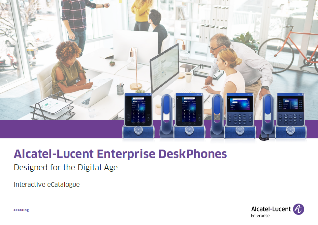 Alcatel-Lucent Enterprise DeskPhones
Designed for the Digital Age
Interactive eCatalogue
Alcatel-Lucent
Enterprise